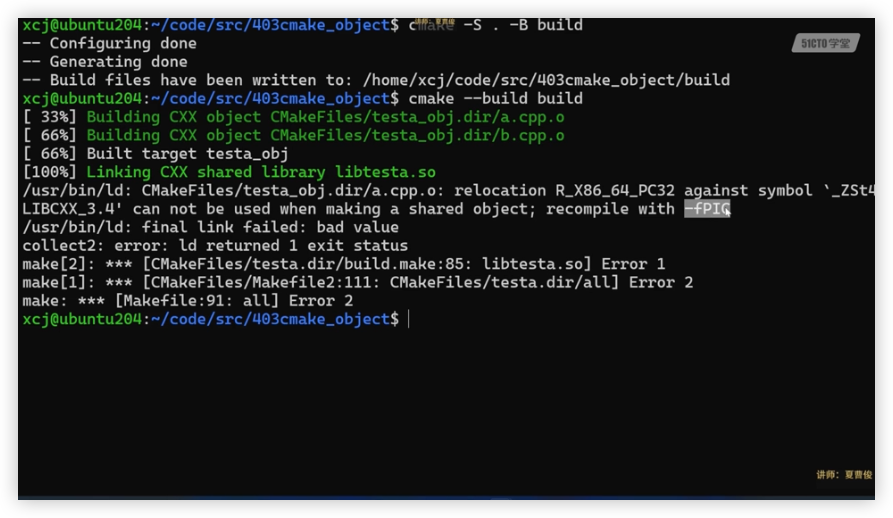 xcj@ubuntu204:~/code/src/403cmake_object$ cmake -S . -B build
-- Configuring done
-- Generating done
-- Build files have been written to: /home/xcj/code/src/403cmake_object/build
xcj@ubuntu204:~/code/src/403cmake_object$ cmake --build build
[ 33%] Building CXX object CMakeFiles/testa_obj.dir/a.cpp.o
[ 66%] Building CXX object CMakeFiles/testa_obj.dir/b.cpp.o
[ 66%] Built target testa_obj
[100%] Linking CXX shared library libtesta.so
/usr/bin/ld: CMakeFiles/testa_obj.dir/a.cpp.o: relocation R_X86_64_PC32 against symbol `_ZSt4
LIBCXX_3.4' can not be used when making a shared object; recompile with -fPIC
/usr/bin/ld: final link failed: bad value
collect2: error: ld returned 1 exit status
make[2]: *** [CMakeFiles/testa.dir/build.make:85: libtesta.so] Error 1
make[1]: *** [CMakeFiles/Makefile2:111: CMakeFiles/testa.dir/all] Error 2
make: *** [Makefile:91: all] Error 2
xcj@ubuntu204:~/code/src/403cmake_object$
讲师：夏曹俊
51CTO学堂
讲师：夏曹俊